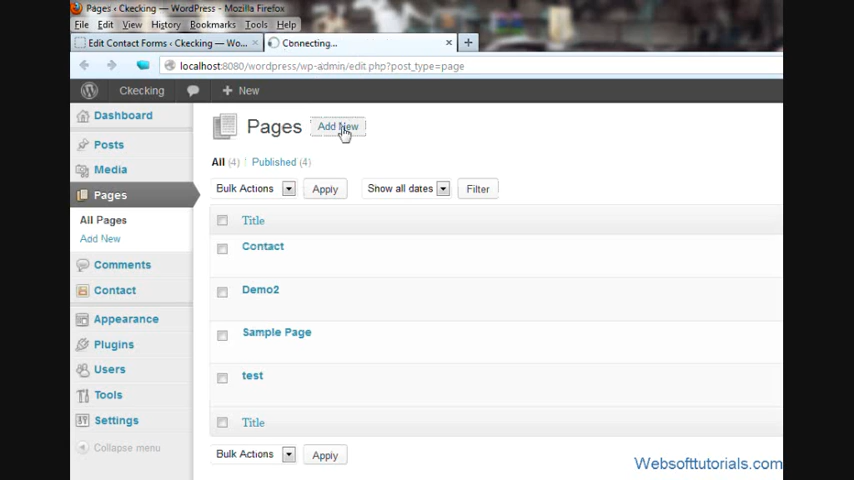 Pages ‹ Ckecking — WordPress - Mozilla Firefox
File Edit View History Bookmarks Tools Help
Edit Contact Forms ‹ Ckecking — Wo... × Connecting... × +
localhost:8080/wordpress/wp-admin/edit.php?post_type=page
Ckecking + New
Dashboard
Posts
Media
Pages
All Pages
Add New
Comments
Contact
Appearance
Plugins
Users
Tools
Settings
Collapse menu
Pages Add New
All (4) | Published (4)
Bulk Actions Apply Show all dates Filter
Title
Contact
Demo2
Sample Page
test
Title
Bulk Actions Apply
Websofttutorials.com